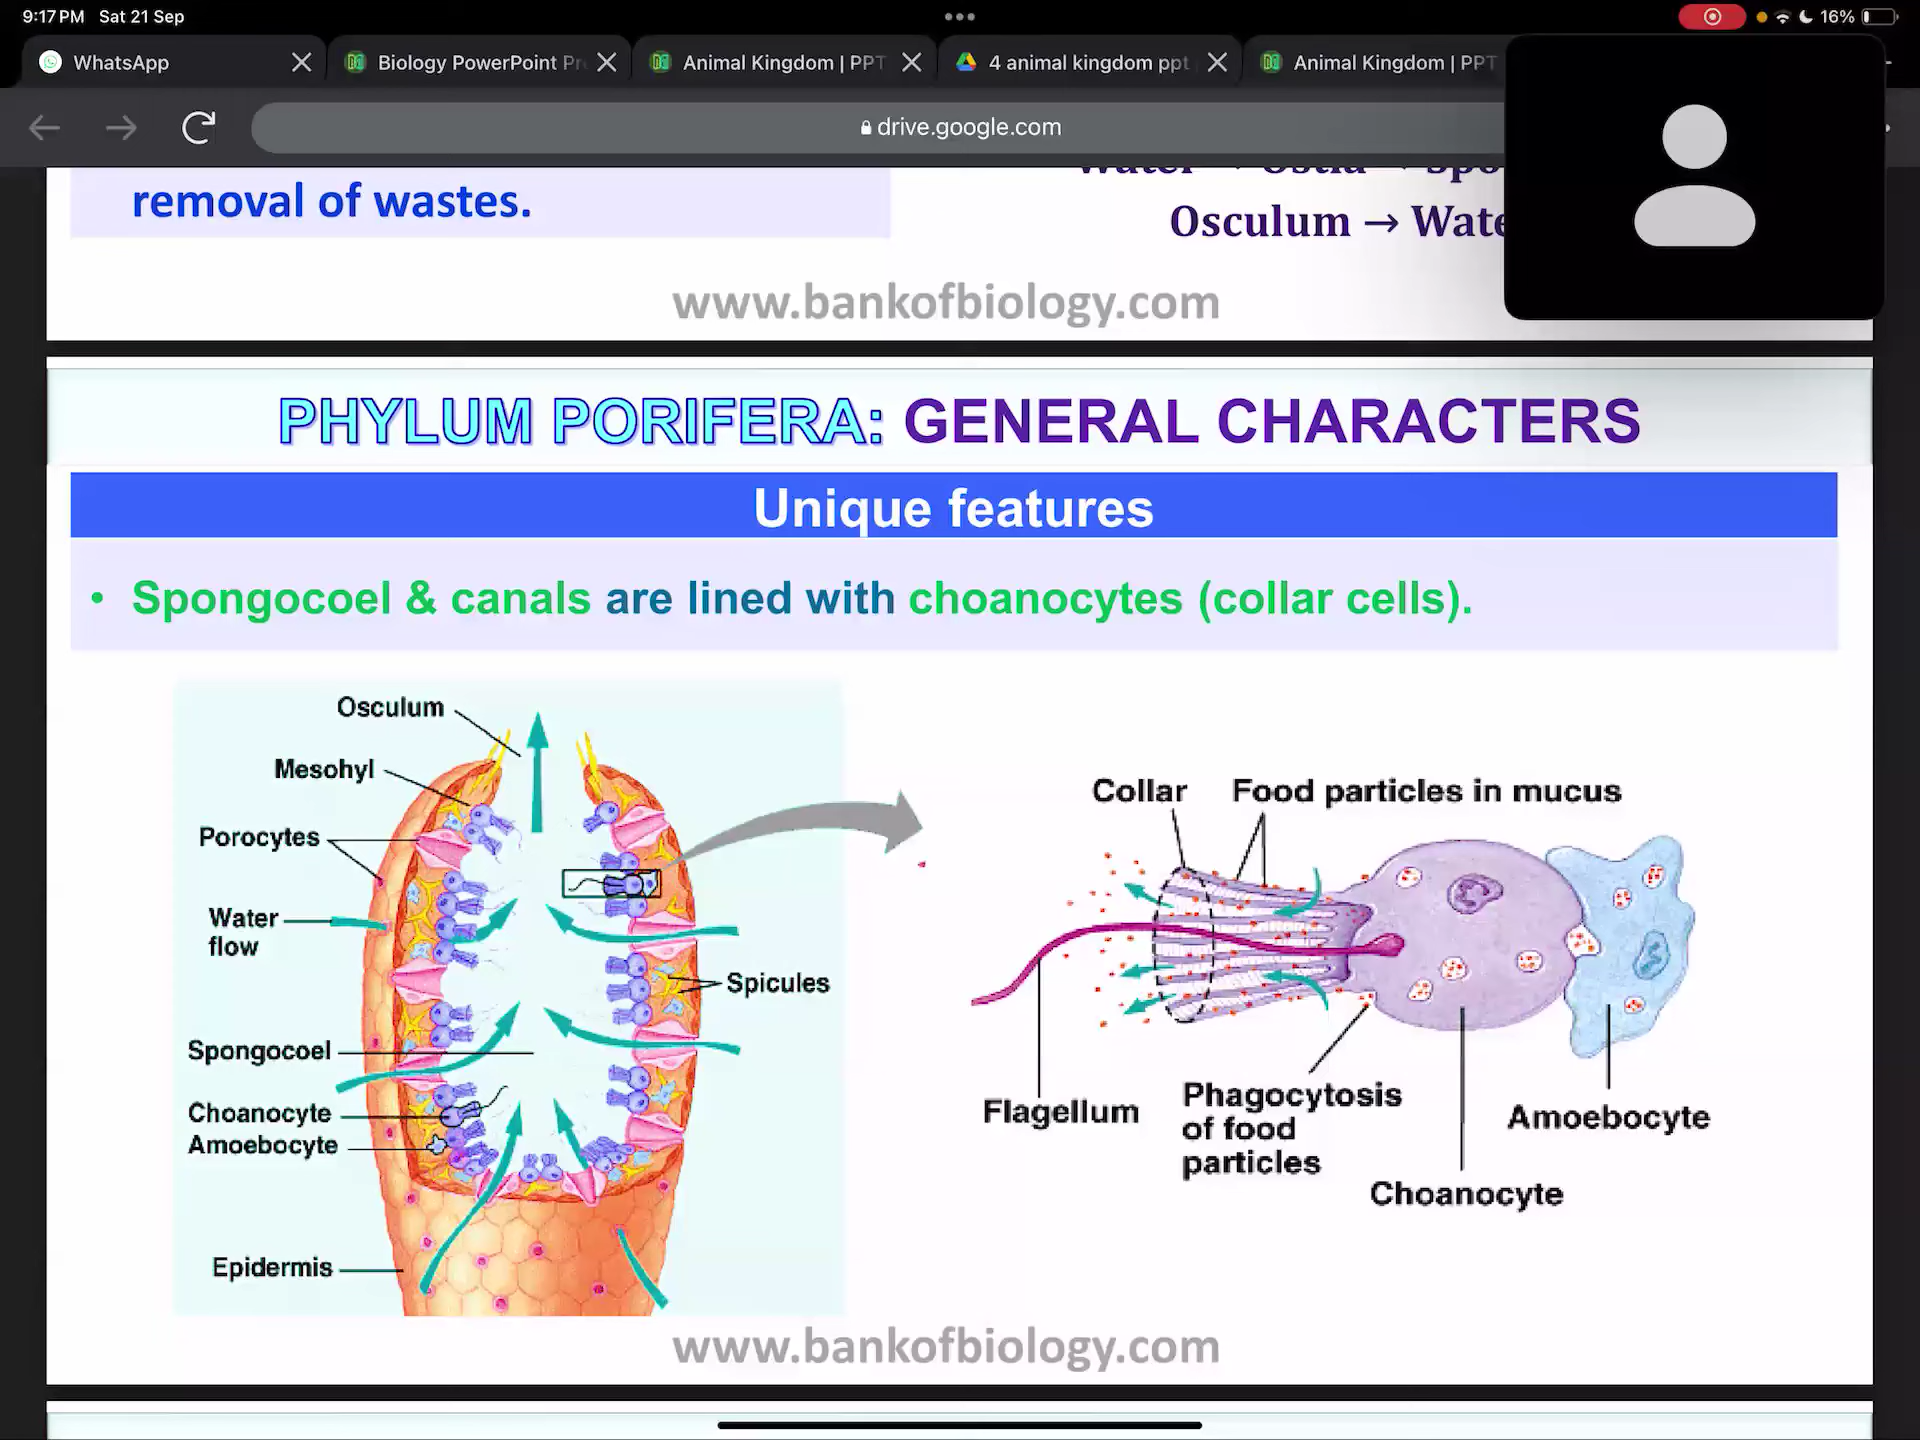 9:17 PM Sat 21 Sep
16%
WhatsApp
Biology PowerPoint Pr
Animal Kingdom | PPT
4 animal kingdom ppt
Animal Kingdom | PPT
drive.google.com
removal of wastes.
Water → Ostia → Spo
Osculum → Wate
www.bankofbiology.com
PHYLUM PORIFERA: GENERAL CHARACTERS
Unique features
• Spongocoel & canals are lined with choanocytes (collar cells).
Osculum
Mesohyl
Porocytes
Water
flow
Spicules
Spongocoel
Choanocyte
Amoebocyte
Epidermis
Collar
Food particles in mucus
Flagellum
Phagocytosis
of food
particles
Amoebocyte
Choanocyte
www.bankofbiology.com